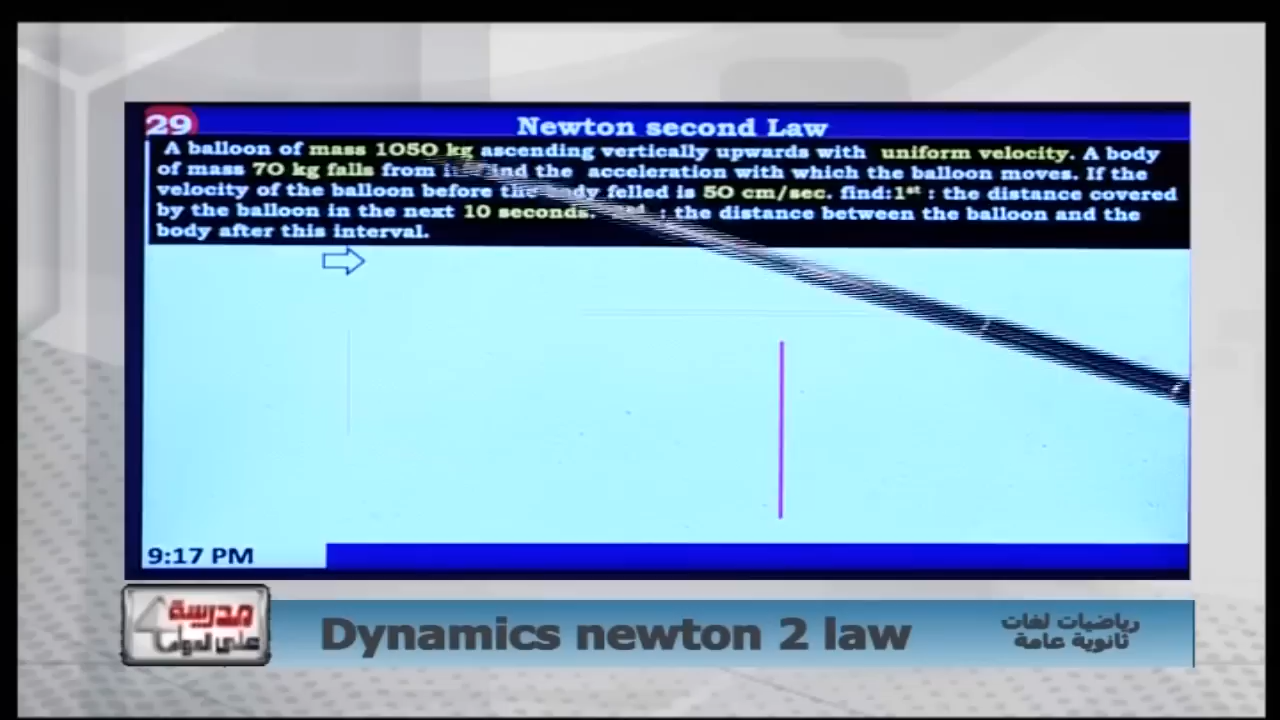 29
Newton second Law
A balloon of mass 1050 kg ascending vertically upwards with uniform velocity. A body
of mass 70 kg falls from the acceleration with which the balloon moves. If the
velocity of the balloon before the felled is 50 cm/sec. find:1st : the distance covered
by the balloon in the next 10 seconds. : the distance between the balloon and the
body after this interval.
9:17 PM
مدرسة
على الهواء
Dynamics newton 2 law
رياضيات لغات
ثانوية عامة